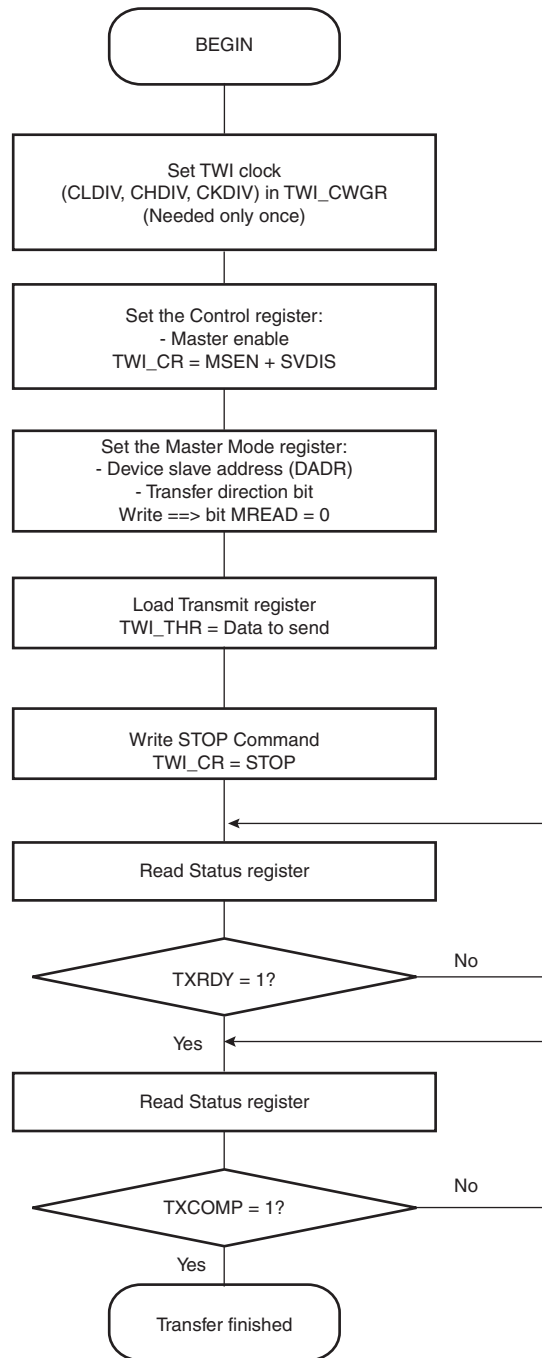 BEGIN
Set TWI clock
(CLDIV, CHDIV, CKDIV) in TWI_CWGR
(Needed only once)
Set the Control register:
- Master enable
TWI_CR = MSEN + SVDIS
Set the Master Mode register:
- Device slave address (DADR)
- Transfer direction bit
Write ==> bit MREAD = 0
Load Transmit register
TWI_THR = Data to send
Write STOP Command
TWI_CR = STOP
Read Status register
TXRDY = 1?
No
Yes
Read Status register
TXCOMP = 1?
No
Yes
Transfer finished